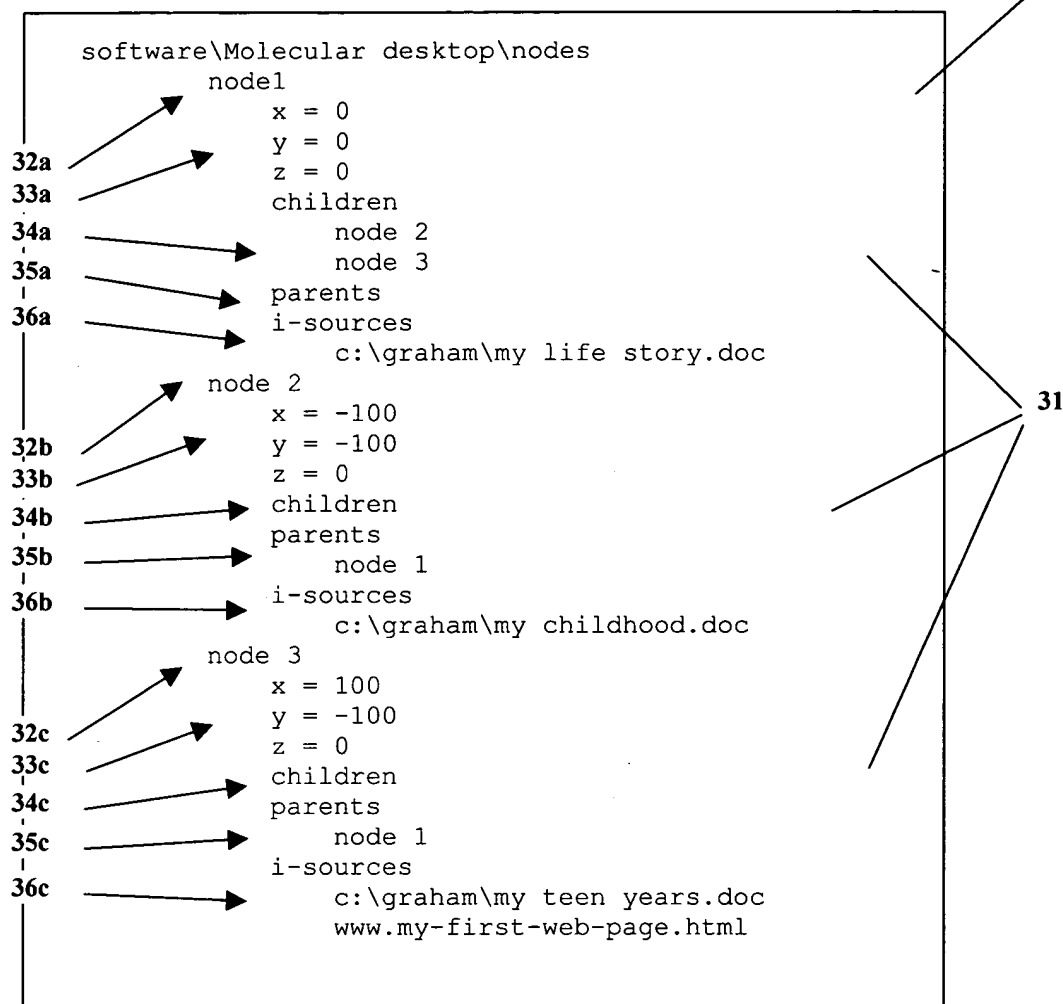 software\Molecular desktop\nodes
node1
x = 0
y = 0
32a
z = 0
33a
children
34a
node 2
node 3
35a
parents
36a
i-sources
c:\graham\my life story.doc
node 2
x = -100
31
32b
y = -100
33b
z = 0
34b
children
35b
parents
node 1
36b
i-sources
c:\graham\my childhood.doc
node 3
x = 100
32c
y = -100
33c
z = 0
34c
children
parents
35c
node 1
i-sources
36c
c:\graham\my teen years.doc
www.my-first-web-page.html